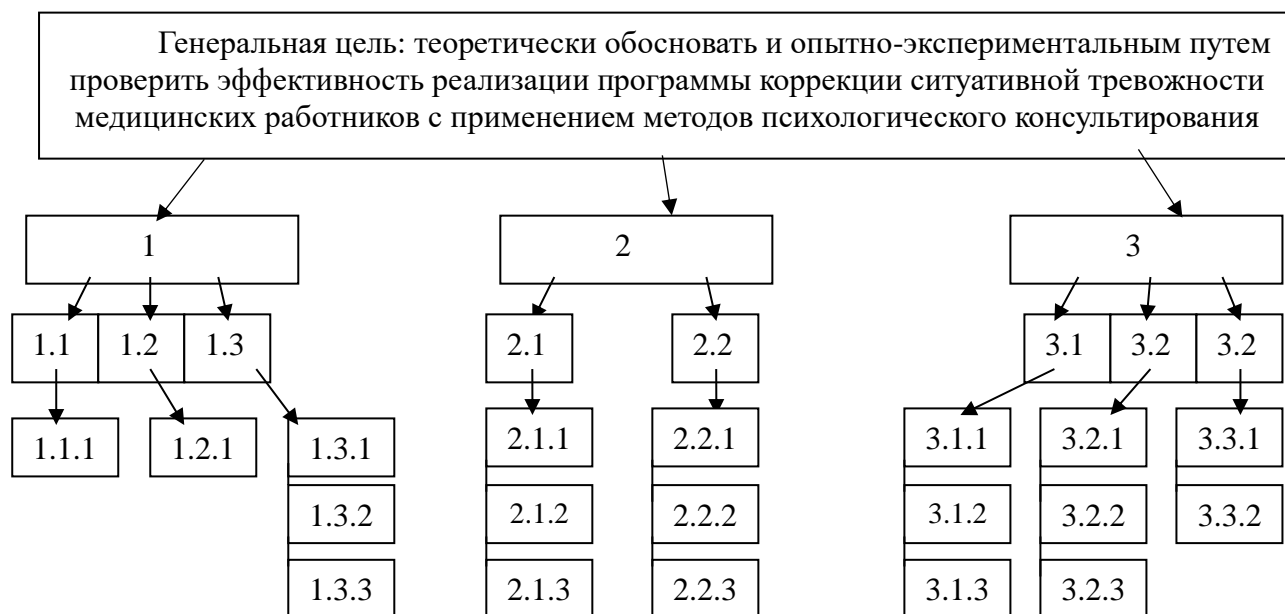 Генеральная цель: теоретически обосновать и опытно-экспериментальным путем
проверить эффективность реализации программы коррекции ситуативной тревожности
медицинских работников с применением методов психологического консультирования
1 2 3
1.1 1.2 1.3 2.1 2.2 3.1 3.2 3.2
1.1.1 1.2.1 1.3.1 2.1.1 2.2.1 3.1.1 3.2.1 3.3.1
1.3.2 2.1.2 2.2.2 3.1.2 3.2.2 3.3.2
1.3.3 2.1.3 2.2.3 3.1.3 3.2.3